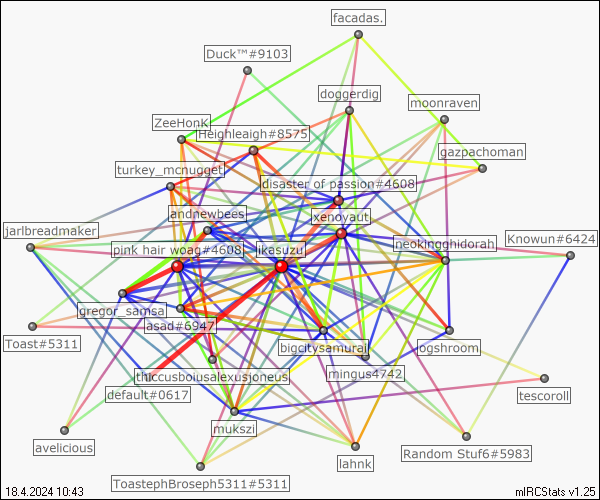 facadas.
Duck™#9103
doggerdig
moonraven
ZeeHonK
Heighleaigh#8575
gazpachoman
turkey_mcnugget
disaster of passion#4608
andnewbees
xenoyaut
jarlbreadmaker
pink hair woag#4608
likasuzu
neokingghidorah
Knowun#6424
gregor_samsa
asad#6947
Toast#5311
bigcitysamurai
ogshroom
thiccusboiusalexusjoneus
mingus4742
default#0617
tescoroll
mukszi
avelicious
lahnk
Random Stuf6#5983
ToastephBroseph5311#5311
18.4.2024 10:43
mIRCStats v1.25